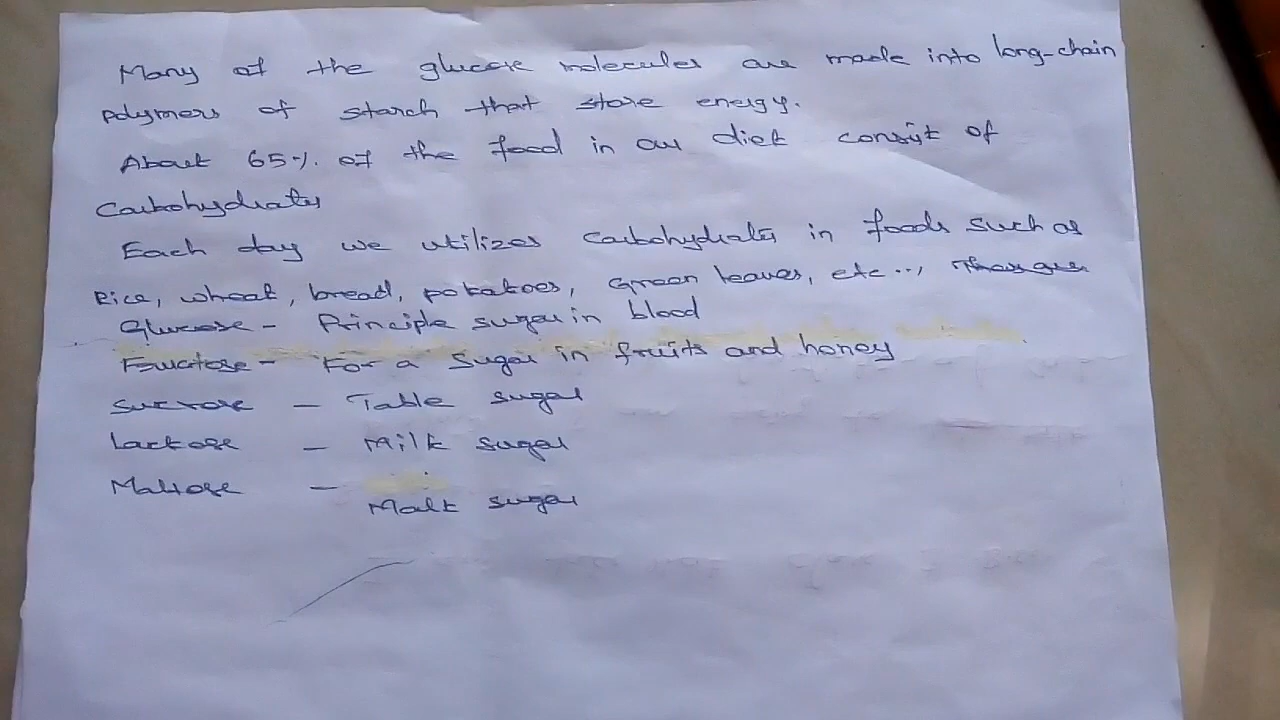 Many of the glucose molecules are made into long-chain
polymers of starch that store energy.
About 65% of the food in our diet consist of
Carbohydrates
Each day we utilizes carbohydrates in foods such as
Rice, wheat, bread, potatoes, Green leaves, etc..,
Glucose - Principle sugar in blood
Fructose - For a Sugar in fruits and honey
Sucrose - Table sugar
Lactose - Milk sugar
Maltose -
Malt sugar